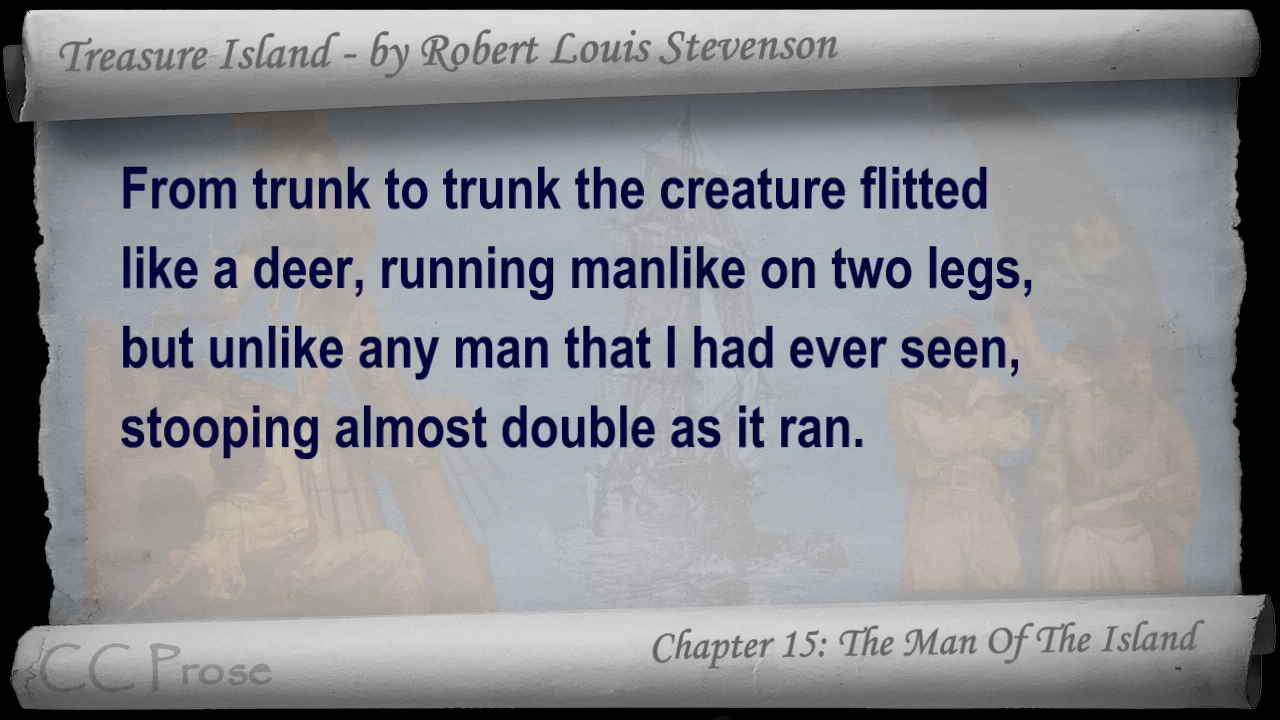 Treasure Island - by Robert Louis Stevenson
From trunk to trunk the creature flitted
like a deer, running manlike on two legs,
but unlike any man that I had ever seen,
stooping almost double as it ran.
Chapter 15: The Man Of The Island
CC Prose